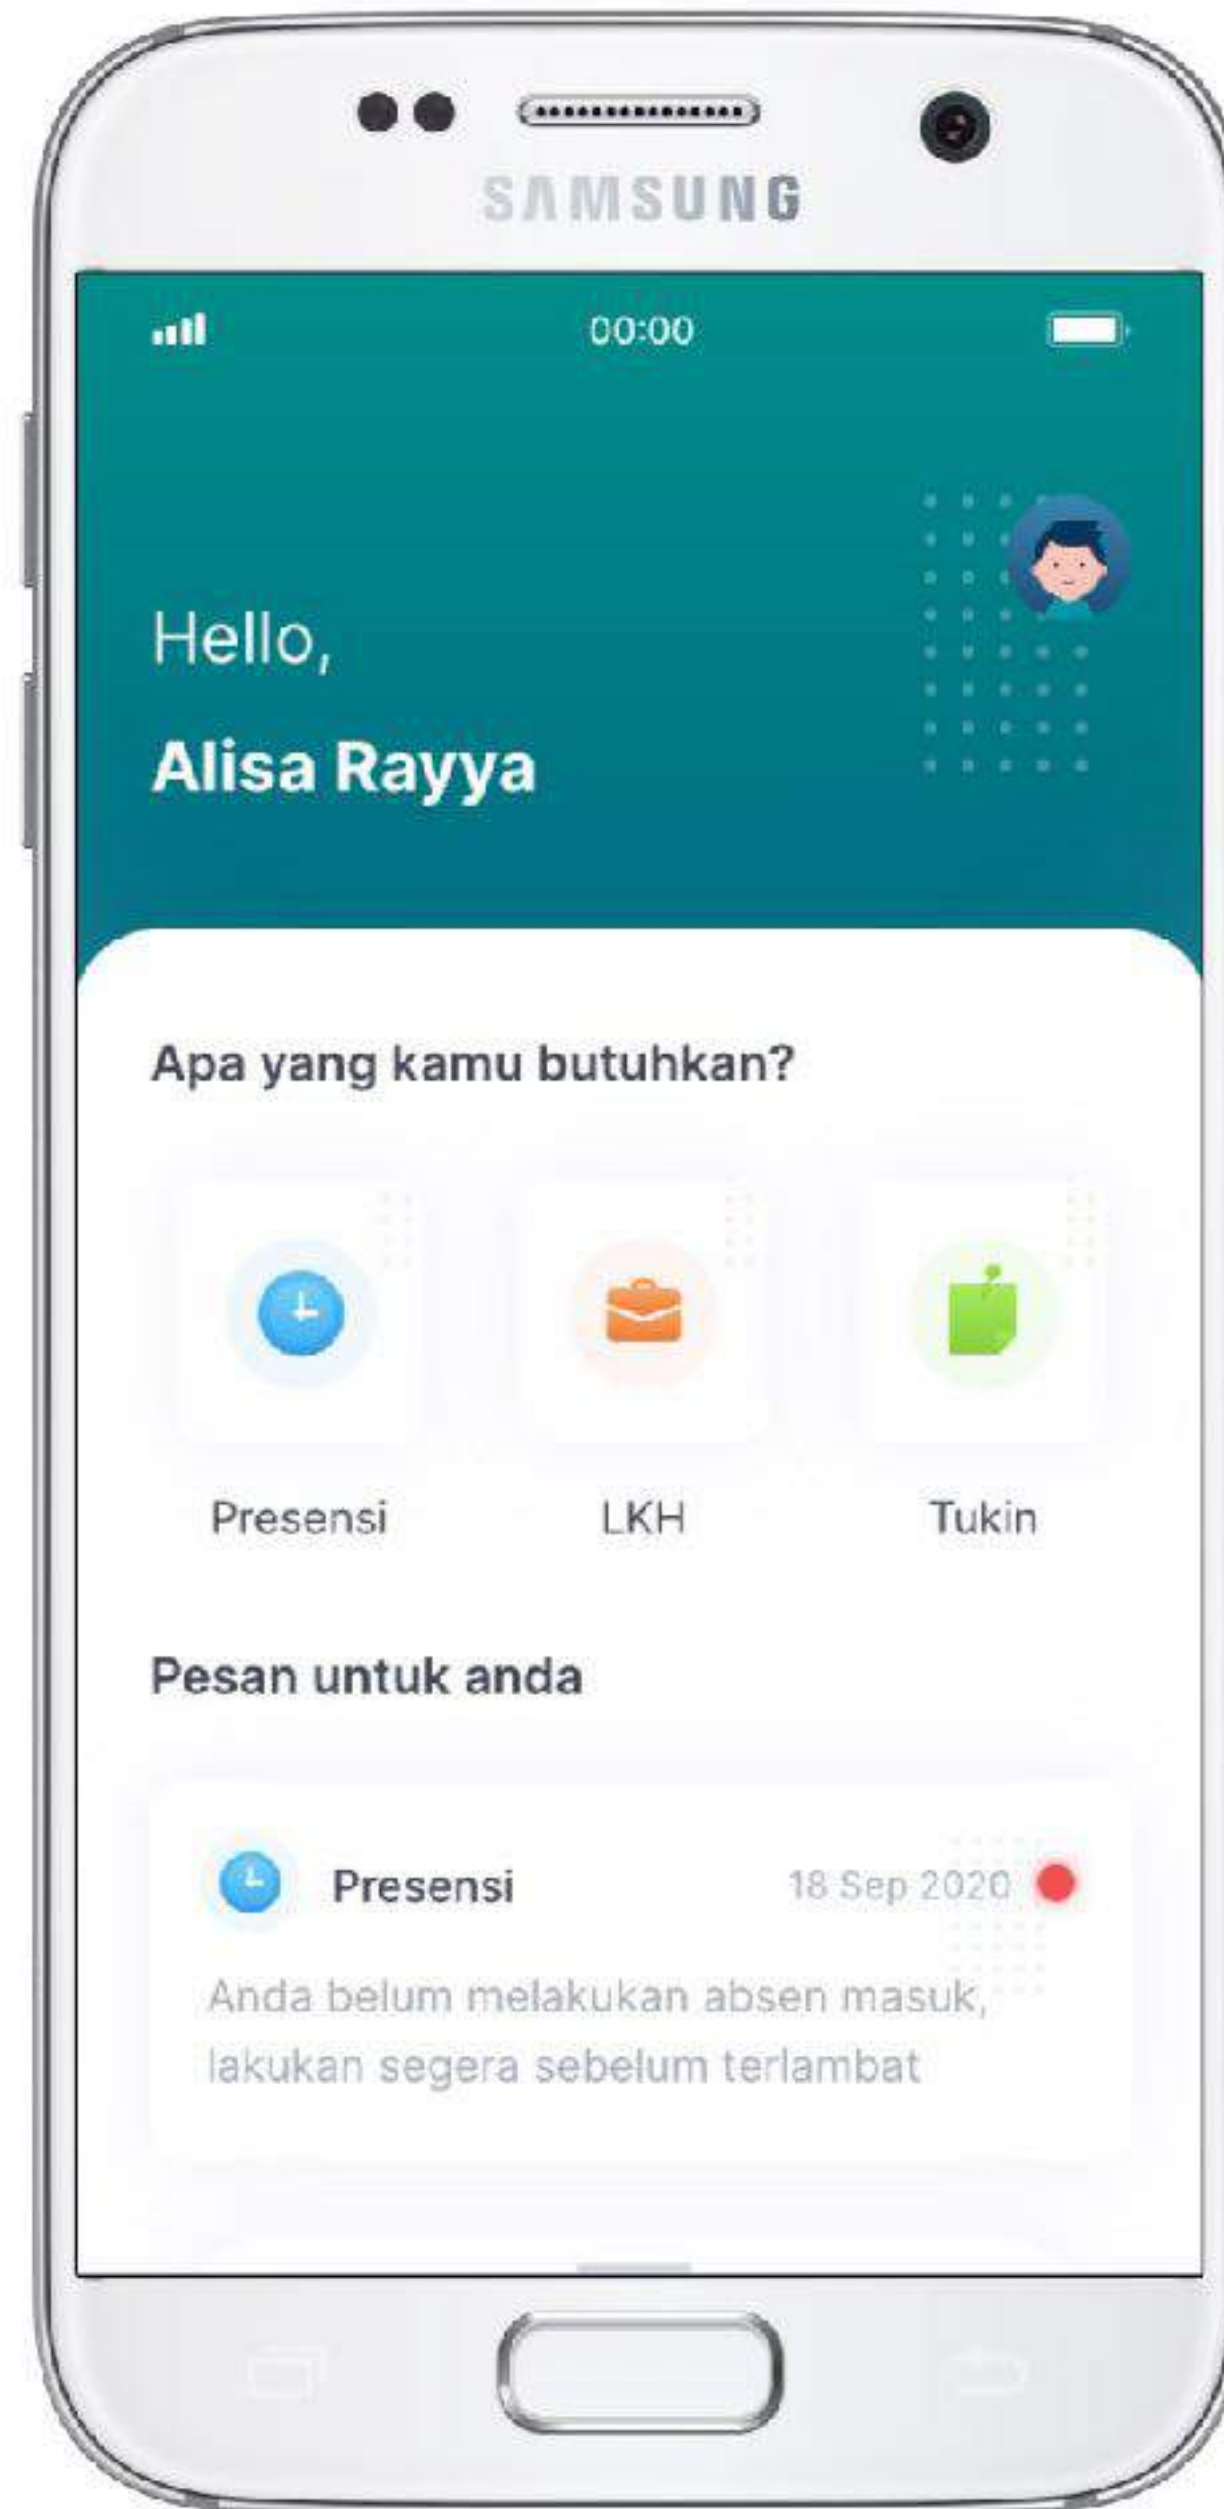 SAMSUNG
00:00
Hello,
Alisa Rayya
Apa yang kamu butuhkan?
Presensi LKH Tukin
Pesan untuk anda
Presensi 18 Sep 2020
Anda belum melakukan absen masuk,
lakukan segera sebelum terlambat